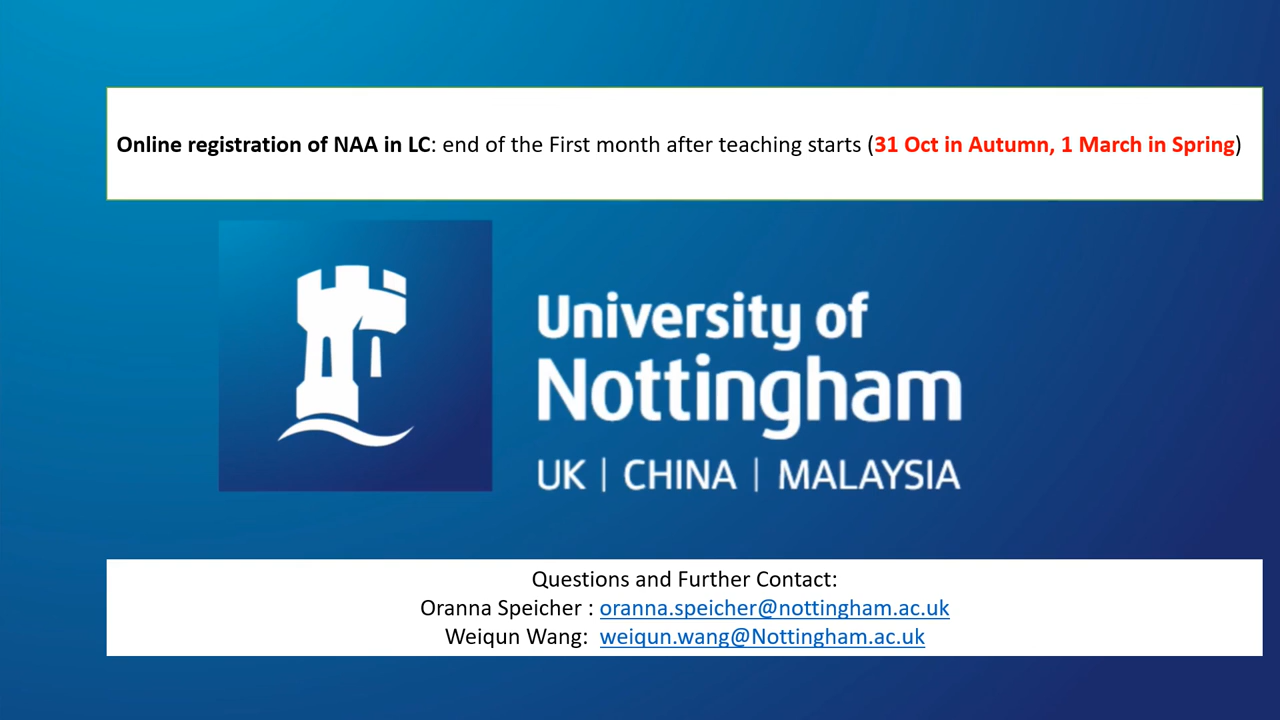 Online registration of NAA in LC: end of the First month after teaching starts (31 Oct in Autumn, 1 March in Spring)
University of
Nottingham
UK | CHINA | MALAYSIA
Questions and Further Contact:
Oranna Speicher : oranna.speicher@nottingham.ac.uk
Weiqun Wang: weiqun.wang@Nottingham.ac.uk